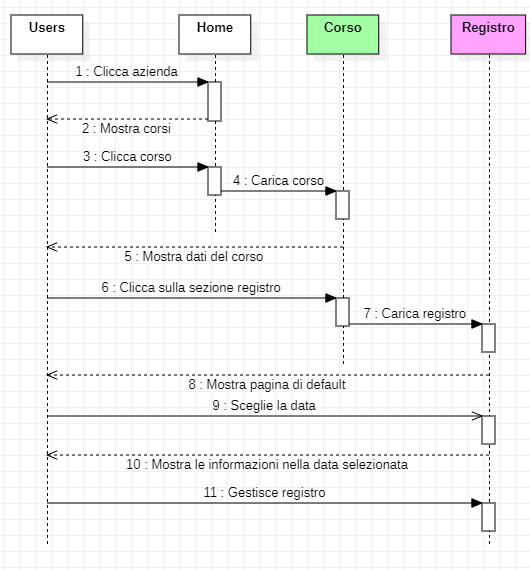 Users
Home
Corso
Registro
1 : Clicca azienda
2 : Mostra corsi
3 : Clicca corso
4 : Carica corso
5 : Mostra dati del corso
6 : Clicca sulla sezione registro
7 : Carica registro
8 : Mostra pagina di default
9 : Sceglie la data
10 : Mostra le informazioni nella data selezionata
11 : Gestisce registro